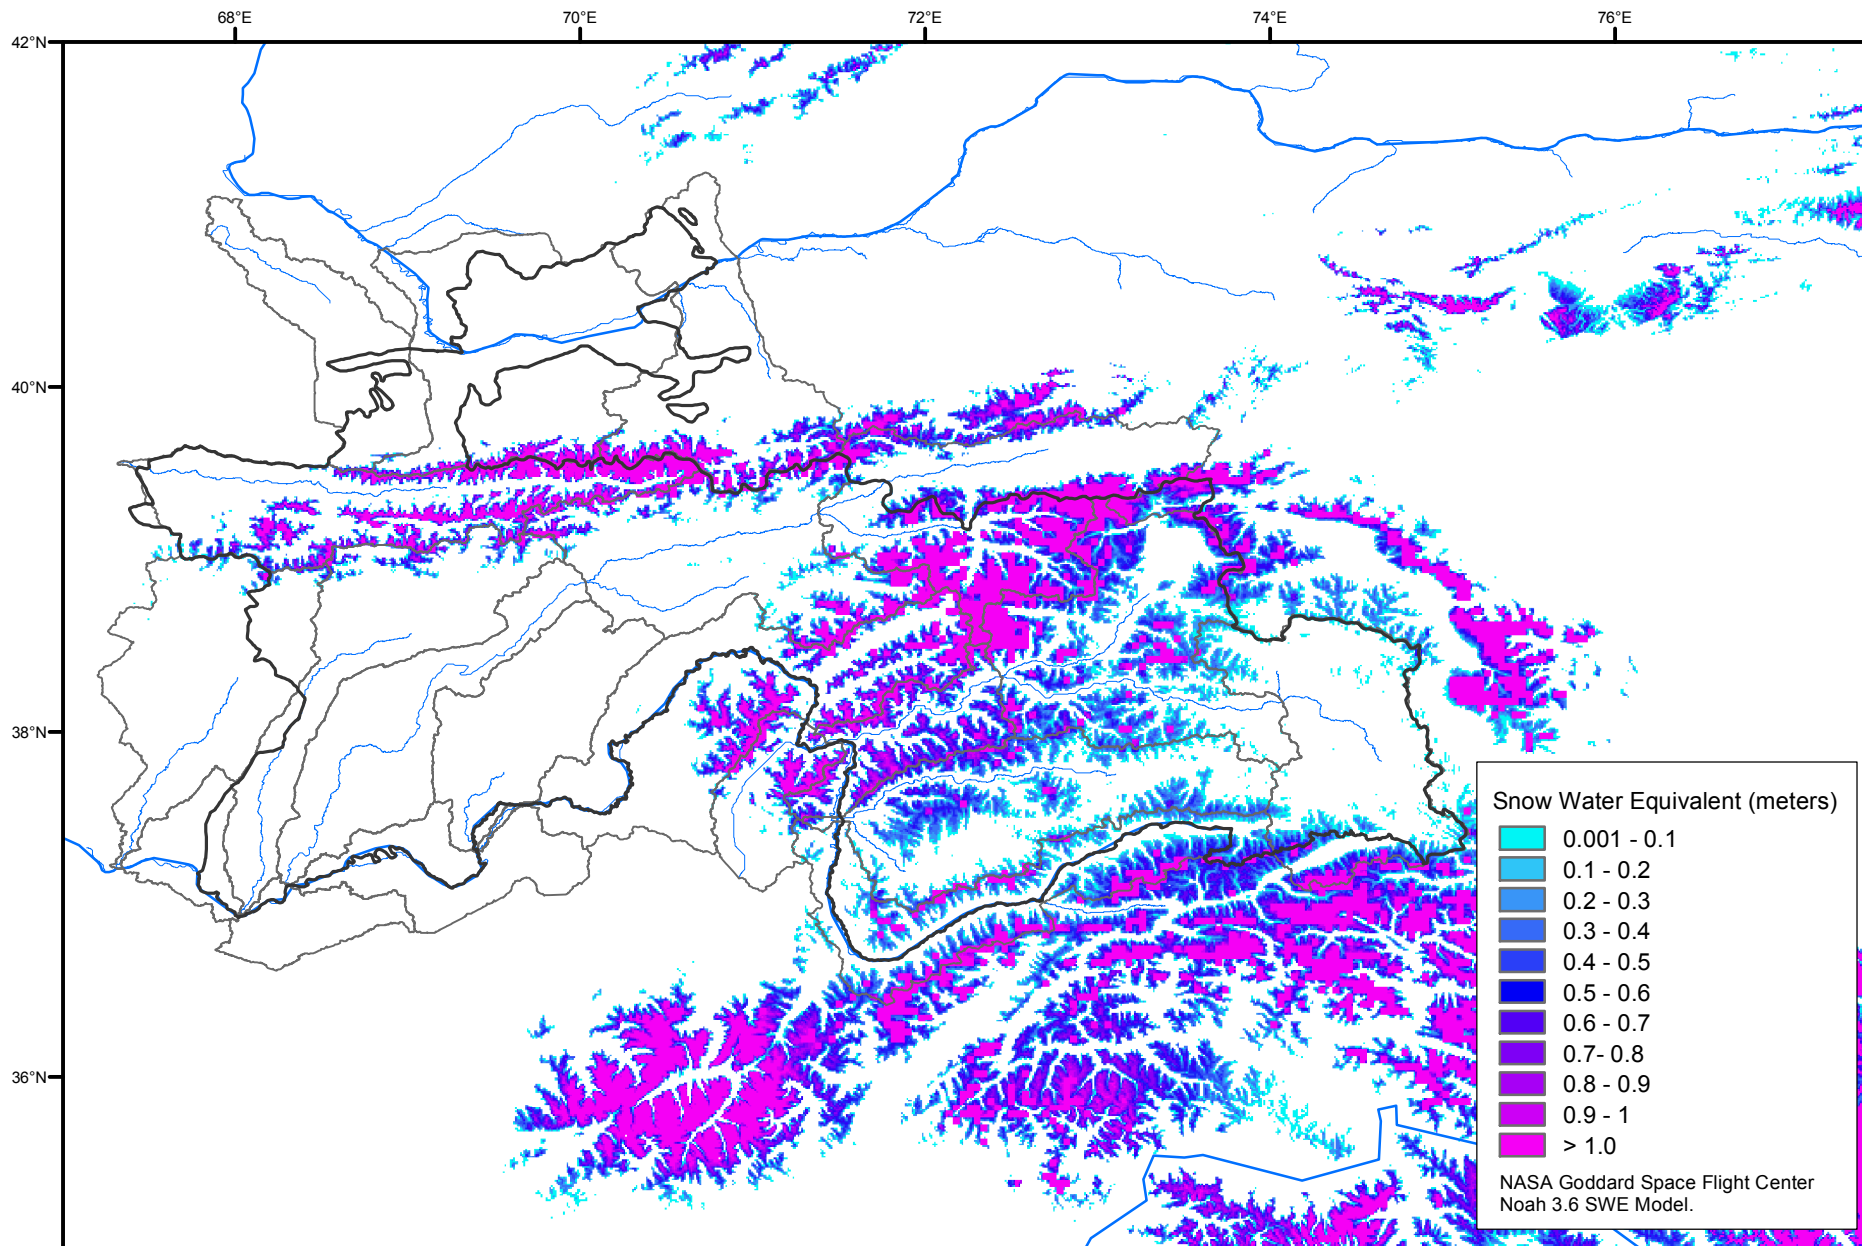 68°E
70°E
72°E
74°E
76°E
42°N
40°N
38°N
36°N
Snow Water Equivalent (meters)
0.001 - 0.1
0.1 - 0.2
0.2 - 0.3
0.3 - 0.4
0.4 - 0.5
0.5 - 0.6
0.6 - 0.7
0.7- 0.8
0.8 - 0.9
0.9 - 1
> 1.0
NASA Goddard Space Flight Center
Noah 3.6 SWE Model.